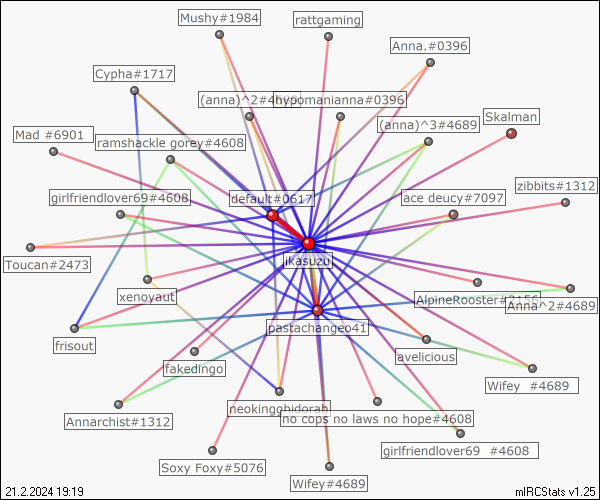 Mushy#1984
rattgaming
Anna.#0396
Cypha#1717
(anna)^2#4689
hypomanianna#0396
Skalman
(anna)^3#4689
Mad #6901
ramshackle gorey#4608
zibbits#1312
girlfriendlover69#4608
default#0617
ace deucy#7097
ikasuzu
Toucan#2473
xenoyaut
AlpineRooster#2156
Anna^2#4689
pastachangeo41
frisout
avelicious
fakedingo
Wifey #4689
neokingghidorah
no cops no laws no hope#4608
Annarchist#1312
girlfriendlover69 #4608
Soxy Foxy#5076
Wifey#4689
21.2.2024 19:19
mIRCStats v1.25